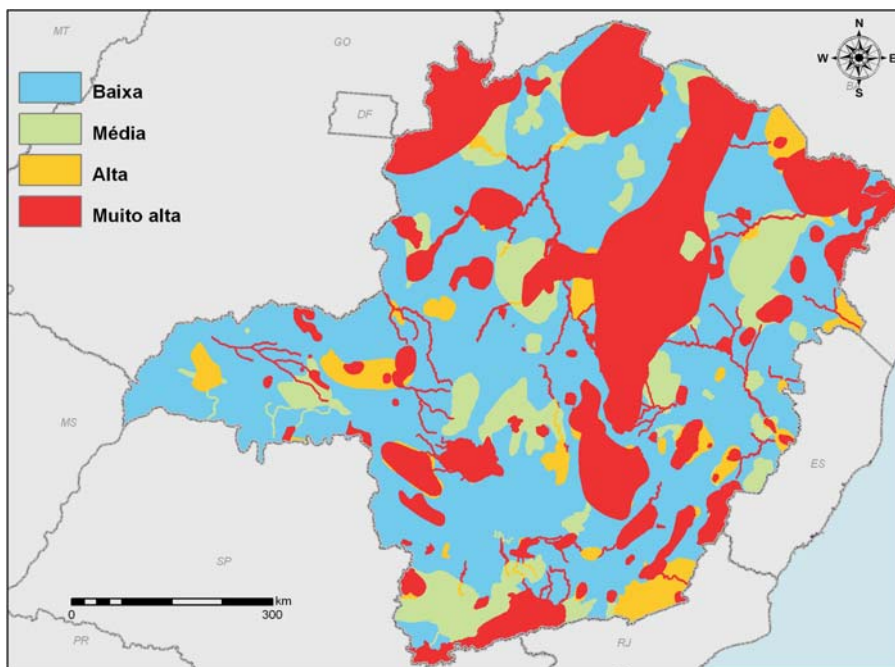 MT
GO
N
W E
S
BA
Baixa
DF
Média
Alta
Muito alta
MS
ES
SP
km
0 300
PR
RJ